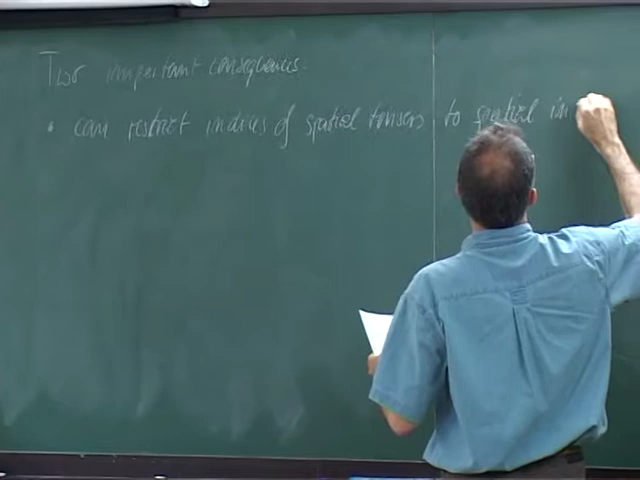 Two important consequences.
• can restrict indices of spatial tensors to spatial in